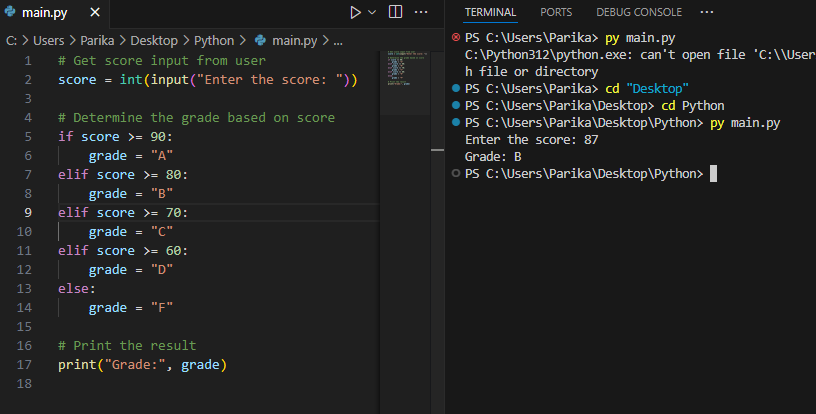 main.py
C: > Users > Parika > Desktop > Python > main.py > ...
1 # Get score input from user
2 score = int(input("Enter the score: "))
3
4 # Determine the grade based on score
5 if score >= 90:
6     grade = "A"
7 elif score >= 80:
8     grade = "B"
9 elif score >= 70:
10     grade = "C"
11 elif score >= 60:
12     grade = "D"
13 else:
14     grade = "F"
15
16 # Print the result
17 print("Grade:", grade)
18
TERMINAL PORTS DEBUG CONSOLE ...
PS C:\Users\Parika> py main.py
C:\Python312\python.exe: can't open file 'C:\\User
h file or directory
PS C:\Users\Parika> cd "Desktop"
PS C:\Users\Parika\Desktop> cd Python
PS C:\Users\Parika\Desktop\Python> py main.py
Enter the score: 87
Grade: B
PS C:\Users\Parika\Desktop\Python>